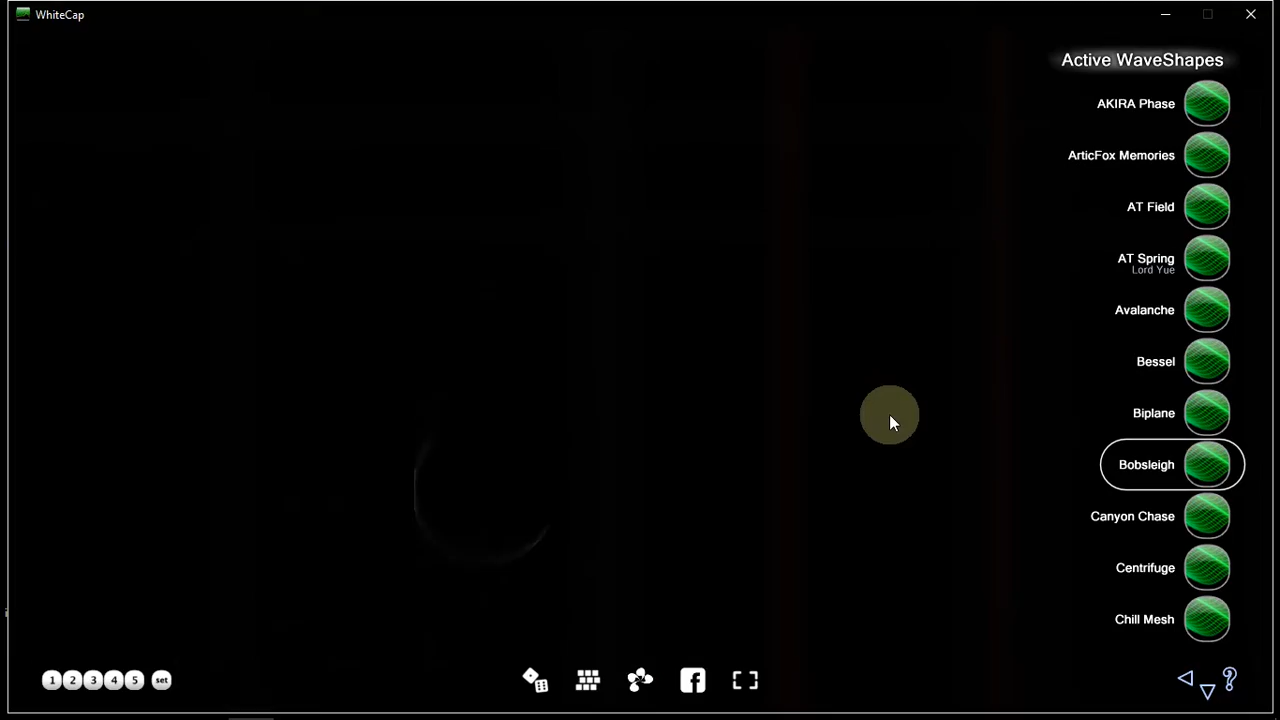 WhiteCap
Active WaveShapes
AKIRA Phase
ArticFox Memories
AT Field
AT Spring
Lord Yue
Avalanche
Bessel
Biplane
Bobsleigh
Canyon Chase
Centrifuge
Chill Mesh
1 2 3 4 5 set
f
?